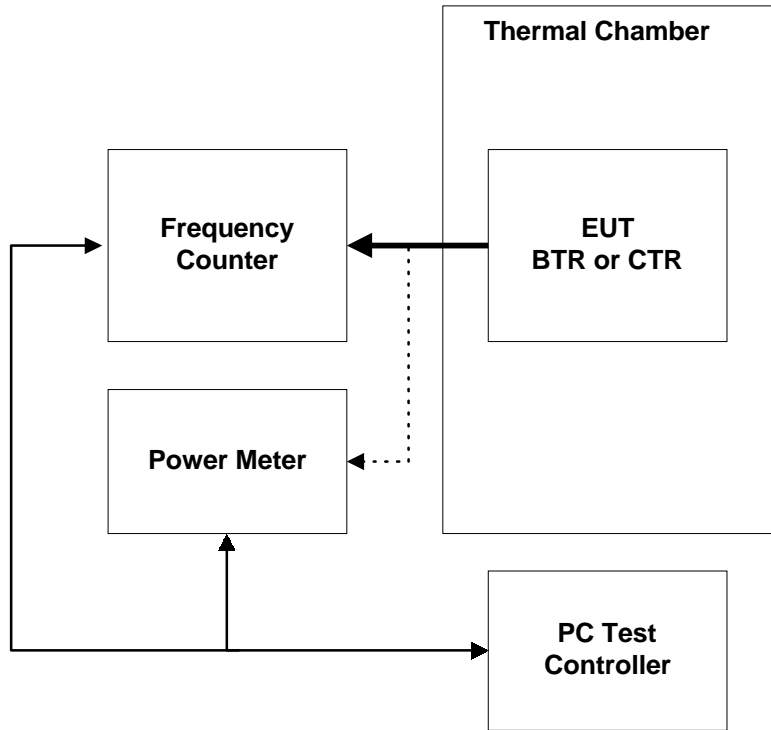 Thermal Chamber
Frequency
Counter
EUT
BTR or CTR
Power Meter
PC Test
Controller